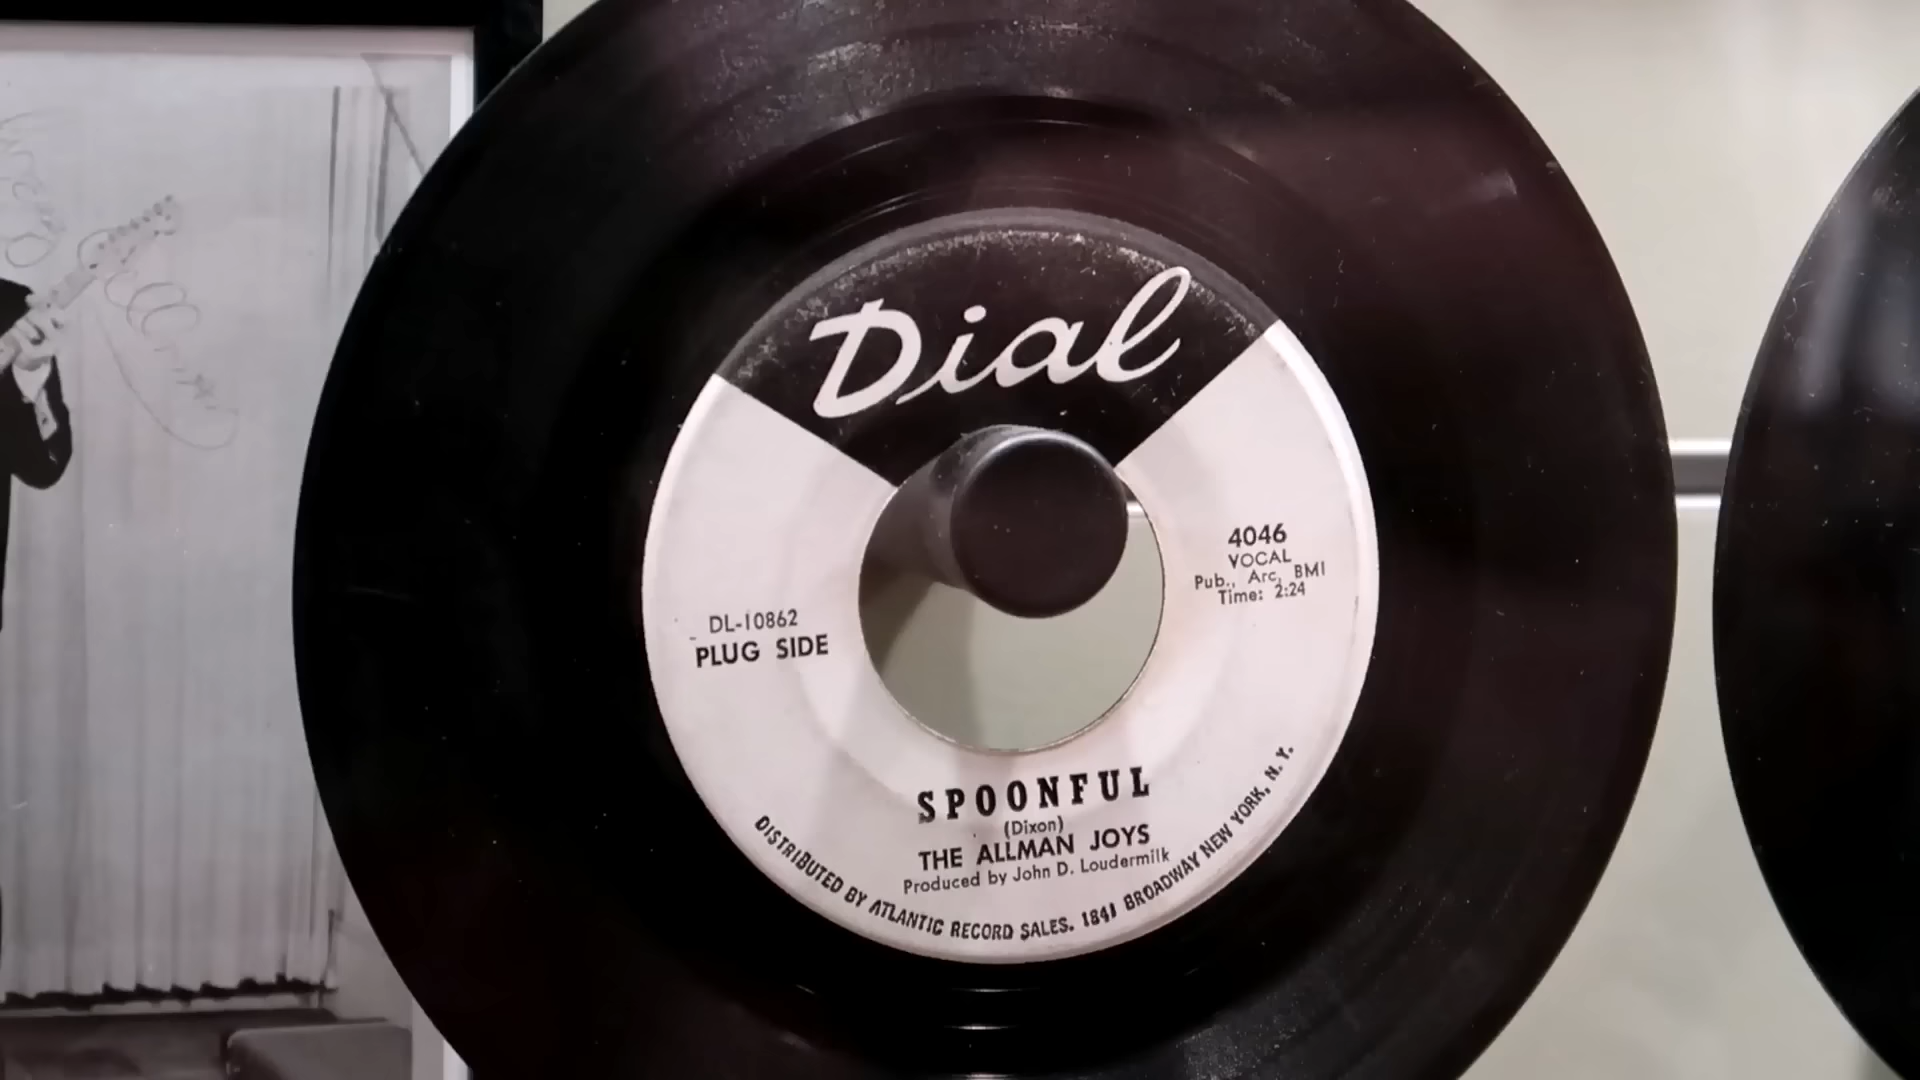 Dial
4046
VOCAL
Pub., Arc, BMI
Time: 2:24
DL-10862
PLUG SIDE
SPOONFUL
(Dixon)
THE ALLMAN JOYS
Produced by John D. Loudermilk
DISTRIBUTED BY ATLANTIC RECORD SALES. 1841 BROADWAY NEW YORK, N. Y.